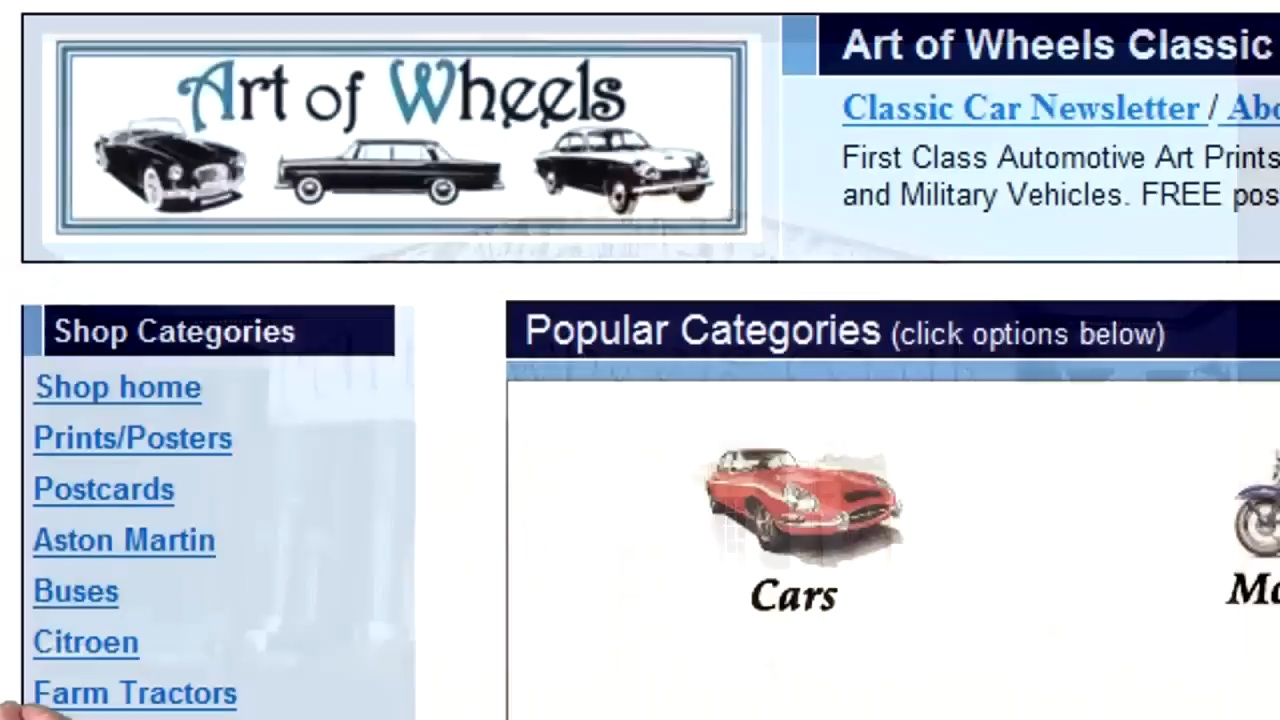 Art of Wheels
Art of Wheels Classic
Classic Car Newsletter /
First Class Automotive Art Prints
and Military Vehicles. FREE
Shop Categories
Popular Categories (click options below)
Shop home
Prints/Posters
Postcards
Aston Martin
Buses
Citroen
Farm Tractors
Cars